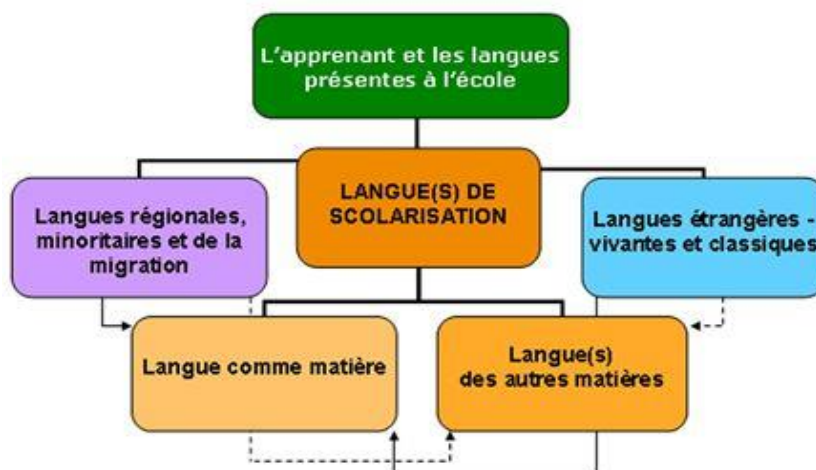 L'apprenant et les langues
présentes à l'école
LANGUE(S) DE
SCOLARISATION
Langues régionales,
minoritaires et de la
migration
Langues étrangères -
vivantes et classiques
Langue comme matière
Langue(s)
des autres matières